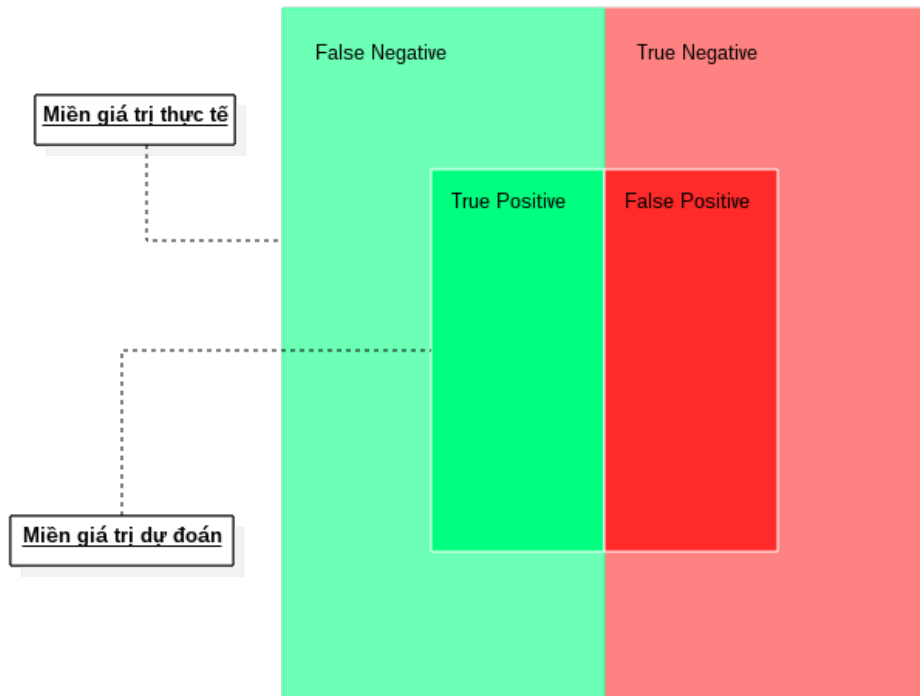 False Negative
True Negative
Miền giá trị thực tế
True Positive
False Positive
Miền giá trị dự đoán